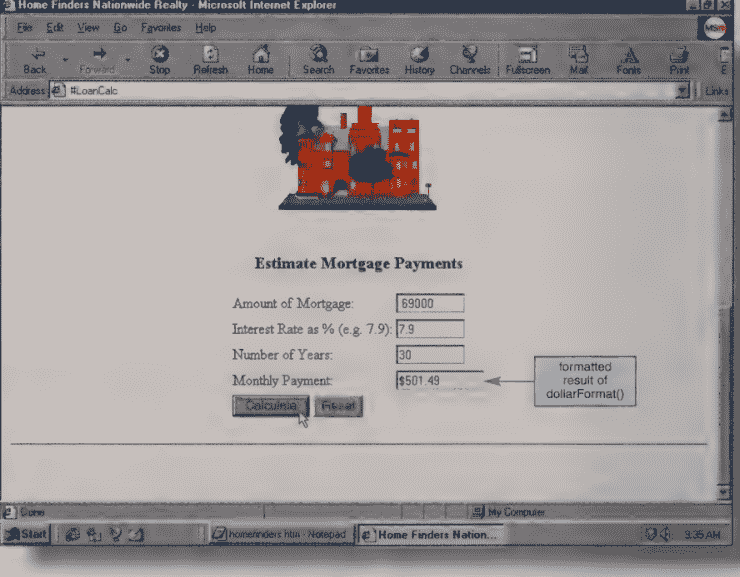 Home Finders Nationwide Realty - Microsoft Internet Explorer
File Edit View Go Favorites Help
Back Forward Stop Refresh Home Search Favorites History Channels Fullscreen Mail Fonts Print E
Address #LoanCalc Links
Estimate Mortgage Payments
Amount of Mortgage: 69000
Interest Rate as % (e.g. 7.9): 7.9
Number of Years: 30
Monthly Payment: $501.49
formatted
result of
dollarFormat()
Calculate Reset
Done My Computer
Start homefinders.htm - Notepad Home Finders Nation... 9:35 AM